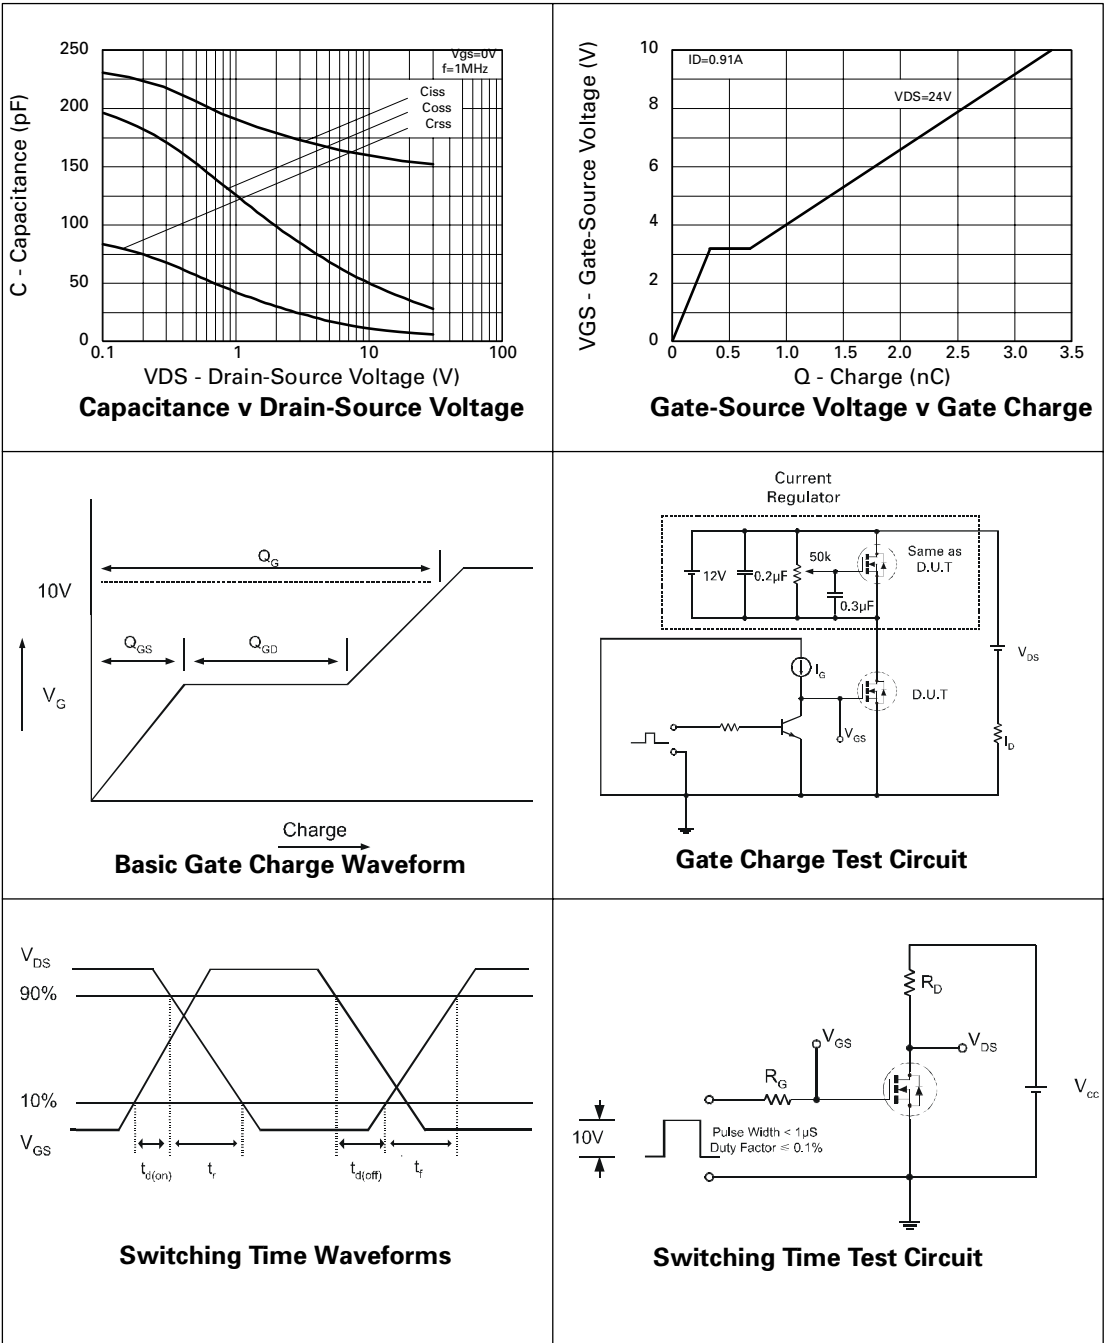 250
200
150
100
50
0
0.1
1
10
100
C - Capacitance (pF)
Vgs=0V
f=1MHz
Ciss
Coss
Crss
VDS - Drain-Source Voltage (V)
Capacitance v Drain-Source Voltage
10
8
6
4
2
0
0
0.5
1.0
1.5
2.0
2.5
3.0
3.5
VGS - Gate-Source Voltage (V)
ID=0.91A
VDS=24V
Q - Charge (nC)
Gate-Source Voltage v Gate Charge
QG
10V
QGS
QGD
VG
Charge
Basic Gate Charge Waveform
Current
Regulator
12V
0.2µF
50k
0.3µF
Same as
D.U.T
IG
VDS
D.U.T
VGS
ID
Gate Charge Test Circuit
VDS
90%
10%
VGS
td(on)
tr
td(off)
tf
Switching Time Waveforms
RD
VGS
VDS
RG
Vcc
10V
Pulse Width < 1µS
Duty Factor ≤ 0.1%
Switching Time Test Circuit